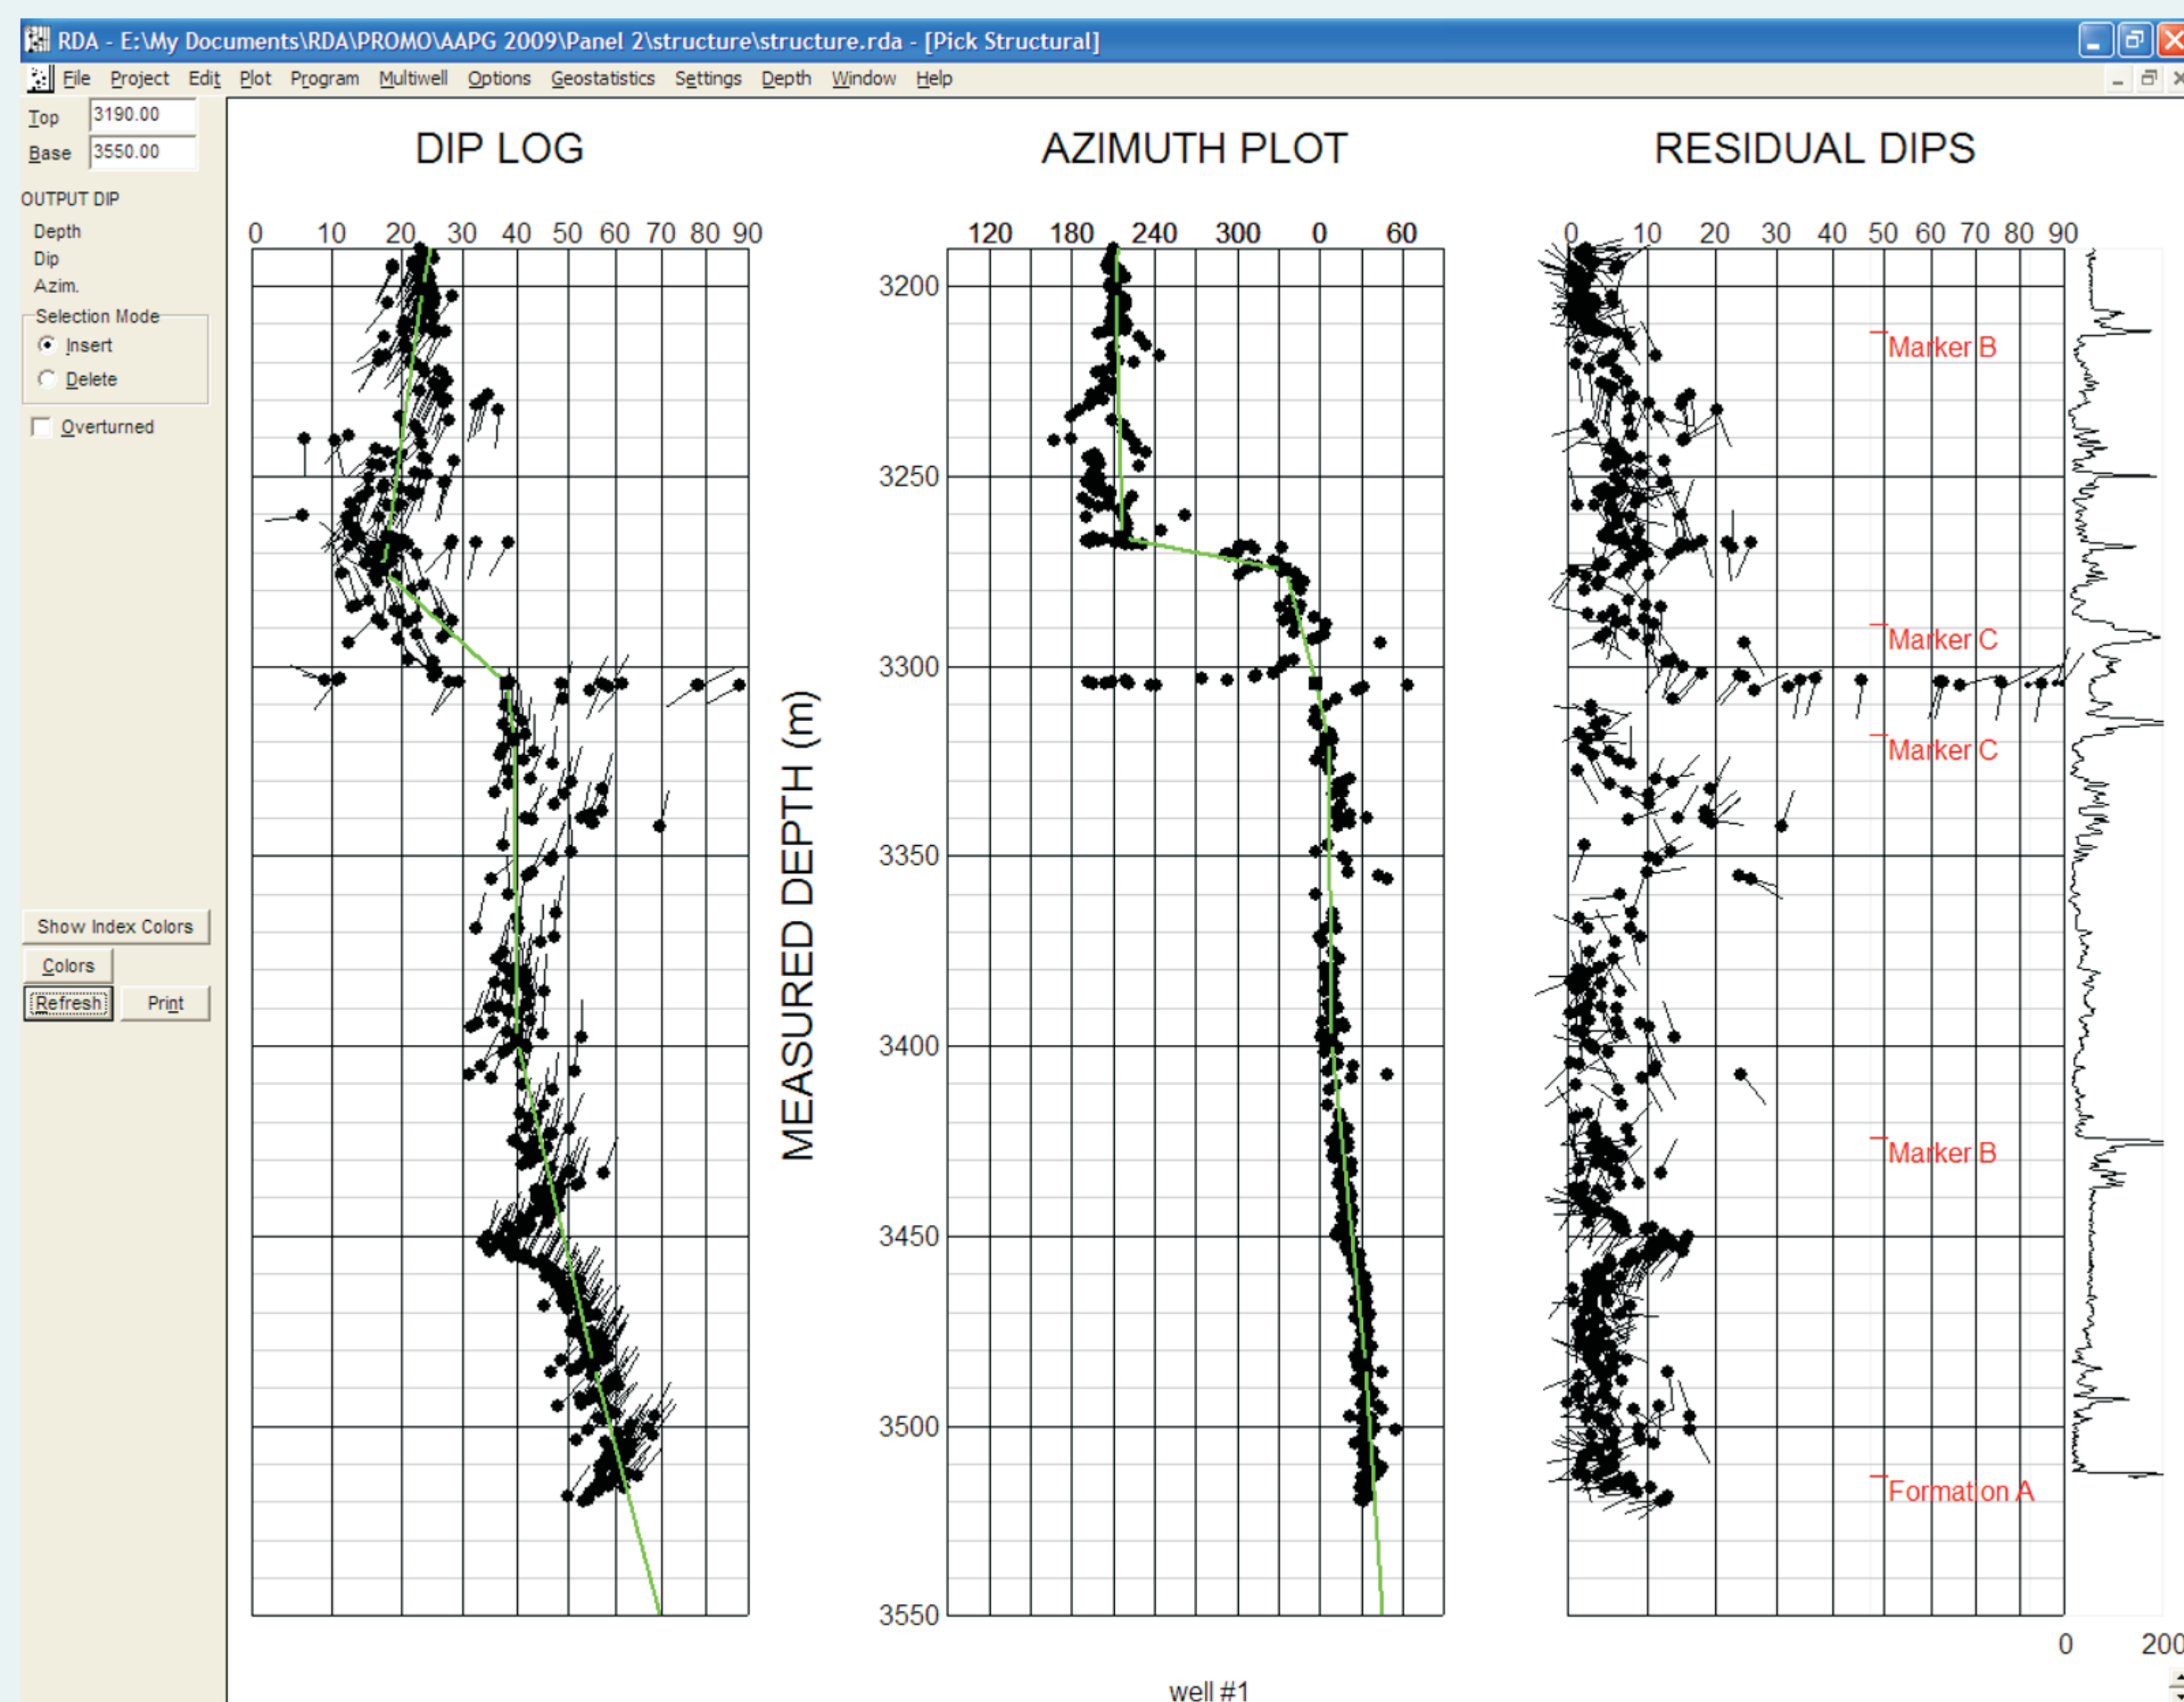 RDA - E:\My Documents\RDA\PROMO\AAPG 2009\Panel 2\structure\structure.rda - [Pick Structural]
File Project Edit Plot Program Multiwell Options Geostatistics Settings Depth Window Help
Top 3190.00
Base 3550.00
OUTPUT DIP
Depth
Dip
Azim.
Selection Mode
Insert
Delete
Overturned
Show Index Colors
Colors
Refresh Print
DIP LOG
0 10 20 30 40 50 60 70 80 90
MEASURED DEPTH (m)
AZIMUTH PLOT
120 180 240 300 0 60
3200
3250
3300
3350
3400
3450
3500
3550
RESIDUAL DIPS
0 10 20 30 40 50 60 70 80 90
Marker B
Marker C
Marker C
Marker B
Formation A
0 200
well #1